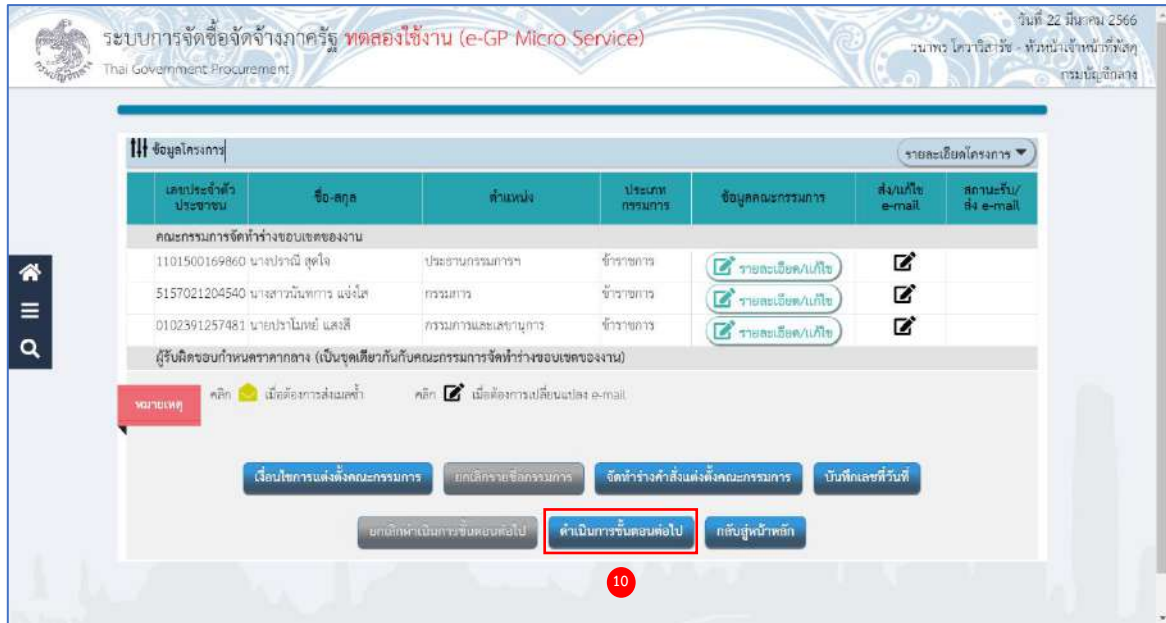 วันที่ 22 มีนาคม 2566
ระบบการจัดซื้อจัดจ้างภาครัฐ ทดลองใช้งาน (e-GP Micro Service)
วนาพร โควาวิสารัช - หัวหน้าเจ้าหน้าที่พัสดุ
Thai Government Procurement
กรมบัญชีกลาง
ข้อมูลโครงการ
รายละเอียดโครงการ
เลขประจำตัวประชาชน ชื่อ-สกุล ตำแหน่ง ประเภทกรรมการ ข้อมูลคณะกรรมการ ส่ง/แก้ไข e-mail สถานะรับ/ส่ง e-mail
คณะกรรมการจัดทำร่างขอบเขตของงาน
1101500169860 นางปราณี สุดใจ ประธานกรรมการฯ ข้าราชการ รายละเอียด/แก้ไข
5157021204540 นางสาวนันทการ แจ่งใส กรรมการ ข้าราชการ รายละเอียด/แก้ไข
0102391257481 นายปราโมทย์ แสงสี กรรมการและเลขานุการ ข้าราชการ รายละเอียด/แก้ไข
ผู้รับผิดชอบกำหนดราคากลาง (เป็นชุดเดียวกันกับคณะกรรมการจัดทำร่างขอบเขตของงาน)
หมายเหตุ คลิก เมื่อต้องการส่งเมลซ้ำ คลิก เมื่อต้องการเปลี่ยนแปลง e-mail
เงื่อนไขการแต่งตั้งคณะกรรมการ ยกเลิกรายชื่อกรรมการ จัดทำร่างคำสั่งแต่งตั้งคณะกรรมการ บันทึกเลขที่วันที่
ยกเลิกดำเนินการขั้นตอนต่อไป ดำเนินการขั้นตอนต่อไป กลับสู่หน้าหลัก
10